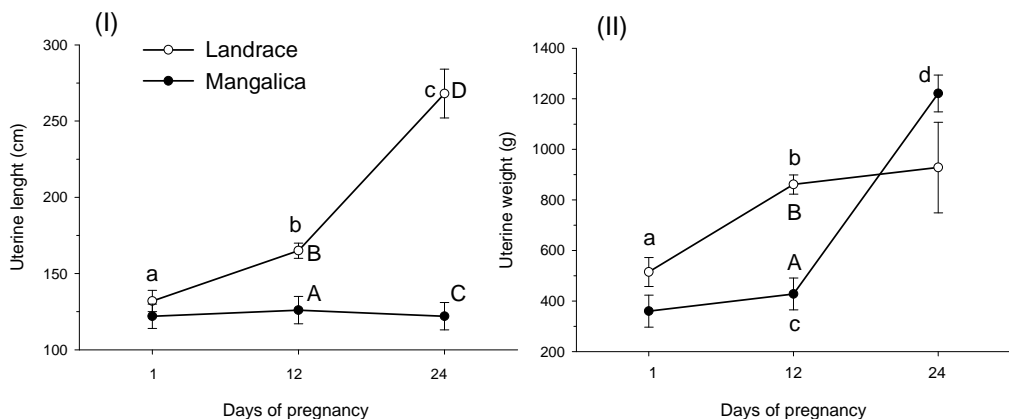 (I)
Landrace
Mangalica
300
250
200
150
100
Uterine lenght (cm)
a
b
B
c D
A
C
1 12 24
Days of pregnancy
(II)
1400
1200
1000
800
600
400
200
Uterine weight (g)
a
b
B
A
c
d
1 12 24
Days of pregnancy